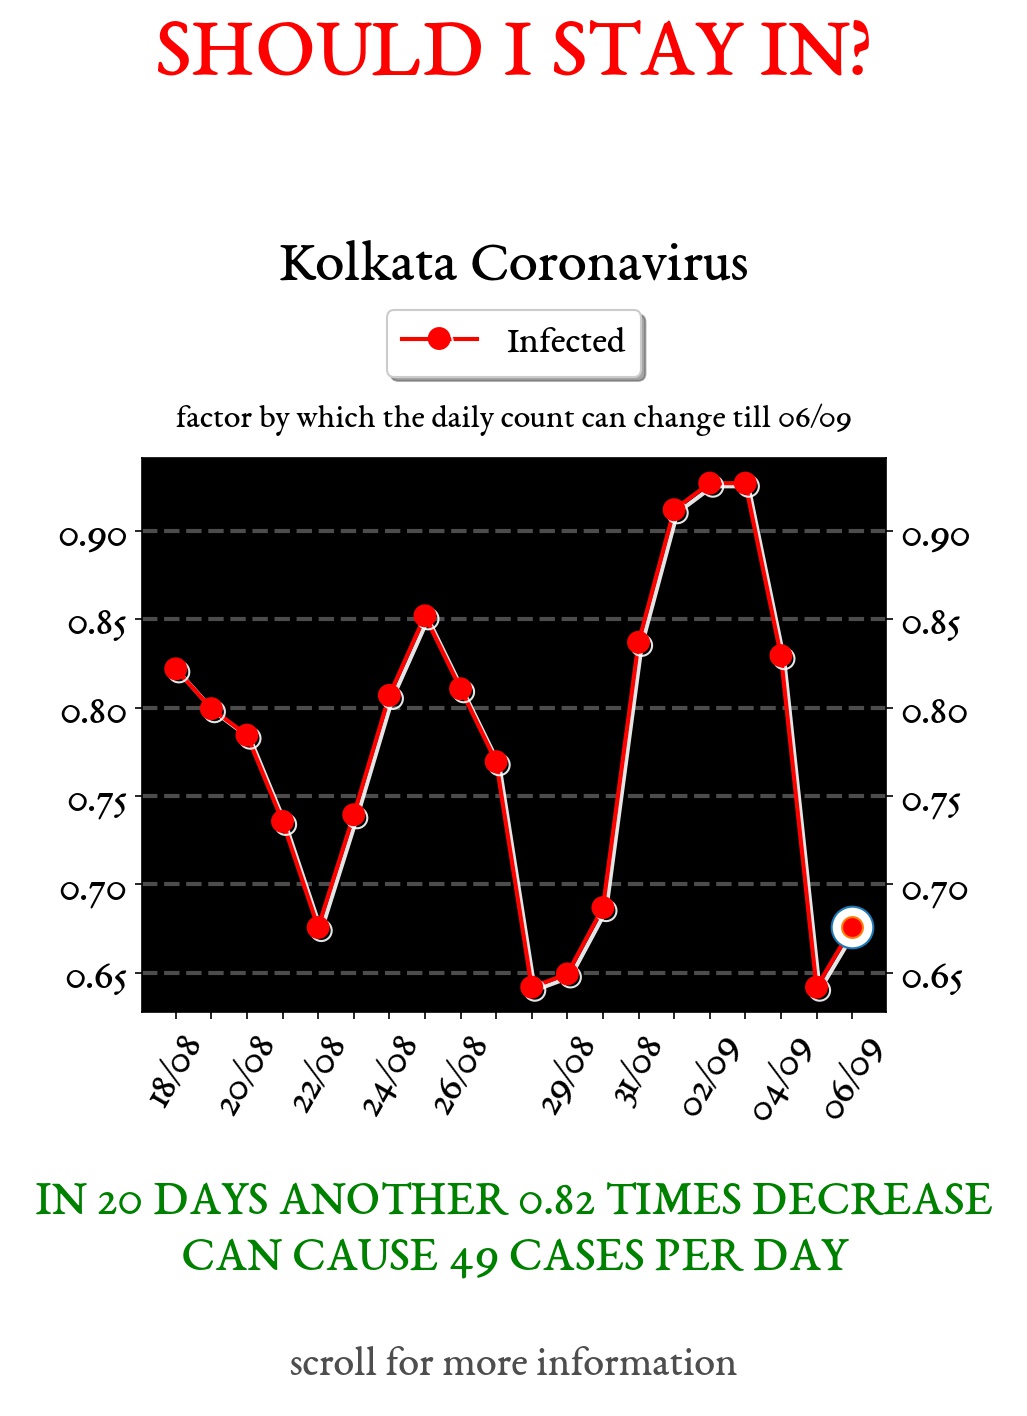 SHOULD I STAY IN?
Kolkata Coronavirus
Infected
factor by which the daily count can change till 06/09
0.90 0.90
0.85 0.85
0.80 0.80
0.75 0.75
0.70 0.70
0.65 0.65
18/08 20/08 22/08 24/08 26/08 29/08 31/08 02/09 04/09 06/09
IN 20 DAYS ANOTHER 0.82 TIMES DECREASE
CAN CAUSE 49 CASES PER DAY
scroll for more information